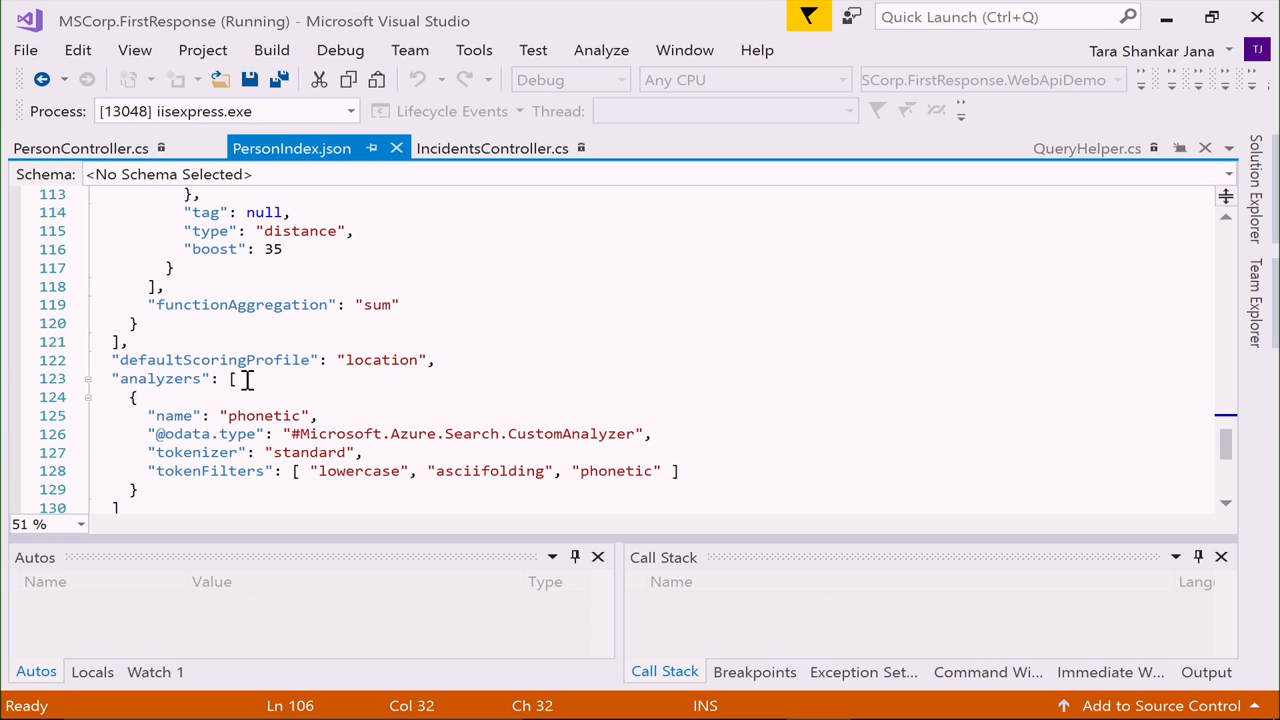 MSCorp.FirstResponse (Running) - Microsoft Visual Studio
Quick Launch (Ctrl+Q)
File Edit View Project Build Debug Team Tools Test Analyze Window Help
Tara Shankar Jana TJ
Debug Any CPU SCorp.FirstResponse.WebApiDemo
Process: [13048] iisexpress.exe Lifecycle Events Thread:
PersonController.cs PersonIndex.json IncidentsController.cs QueryHelper.cs
Schema: <No Schema Selected>
Solution Explorer
Team Explorer
113 },
114 "tag": null,
115 "type": "distance",
116 "boost": 35
117 }
118 ],
119 "functionAggregation": "sum"
120 }
121 ],
122 "defaultScoringProfile": "location",
123 "analyzers": [
124 {
125 "name": "phonetic",
126 "@odata.type": "#Microsoft.Azure.Search.CustomAnalyzer",
127 "tokenizer": "standard",
128 "tokenFilters": [ "lowercase", "asciifolding", "phonetic" ]
129 }
130 ]
51 %
Autos
Name Value Type
Call Stack
Name Lang
Autos Locals Watch 1
Call Stack Breakpoints Exception Set... Command Wi... Immediate W... Output
Ready Ln 106 Col 32 Ch 32 INS Add to Source Control